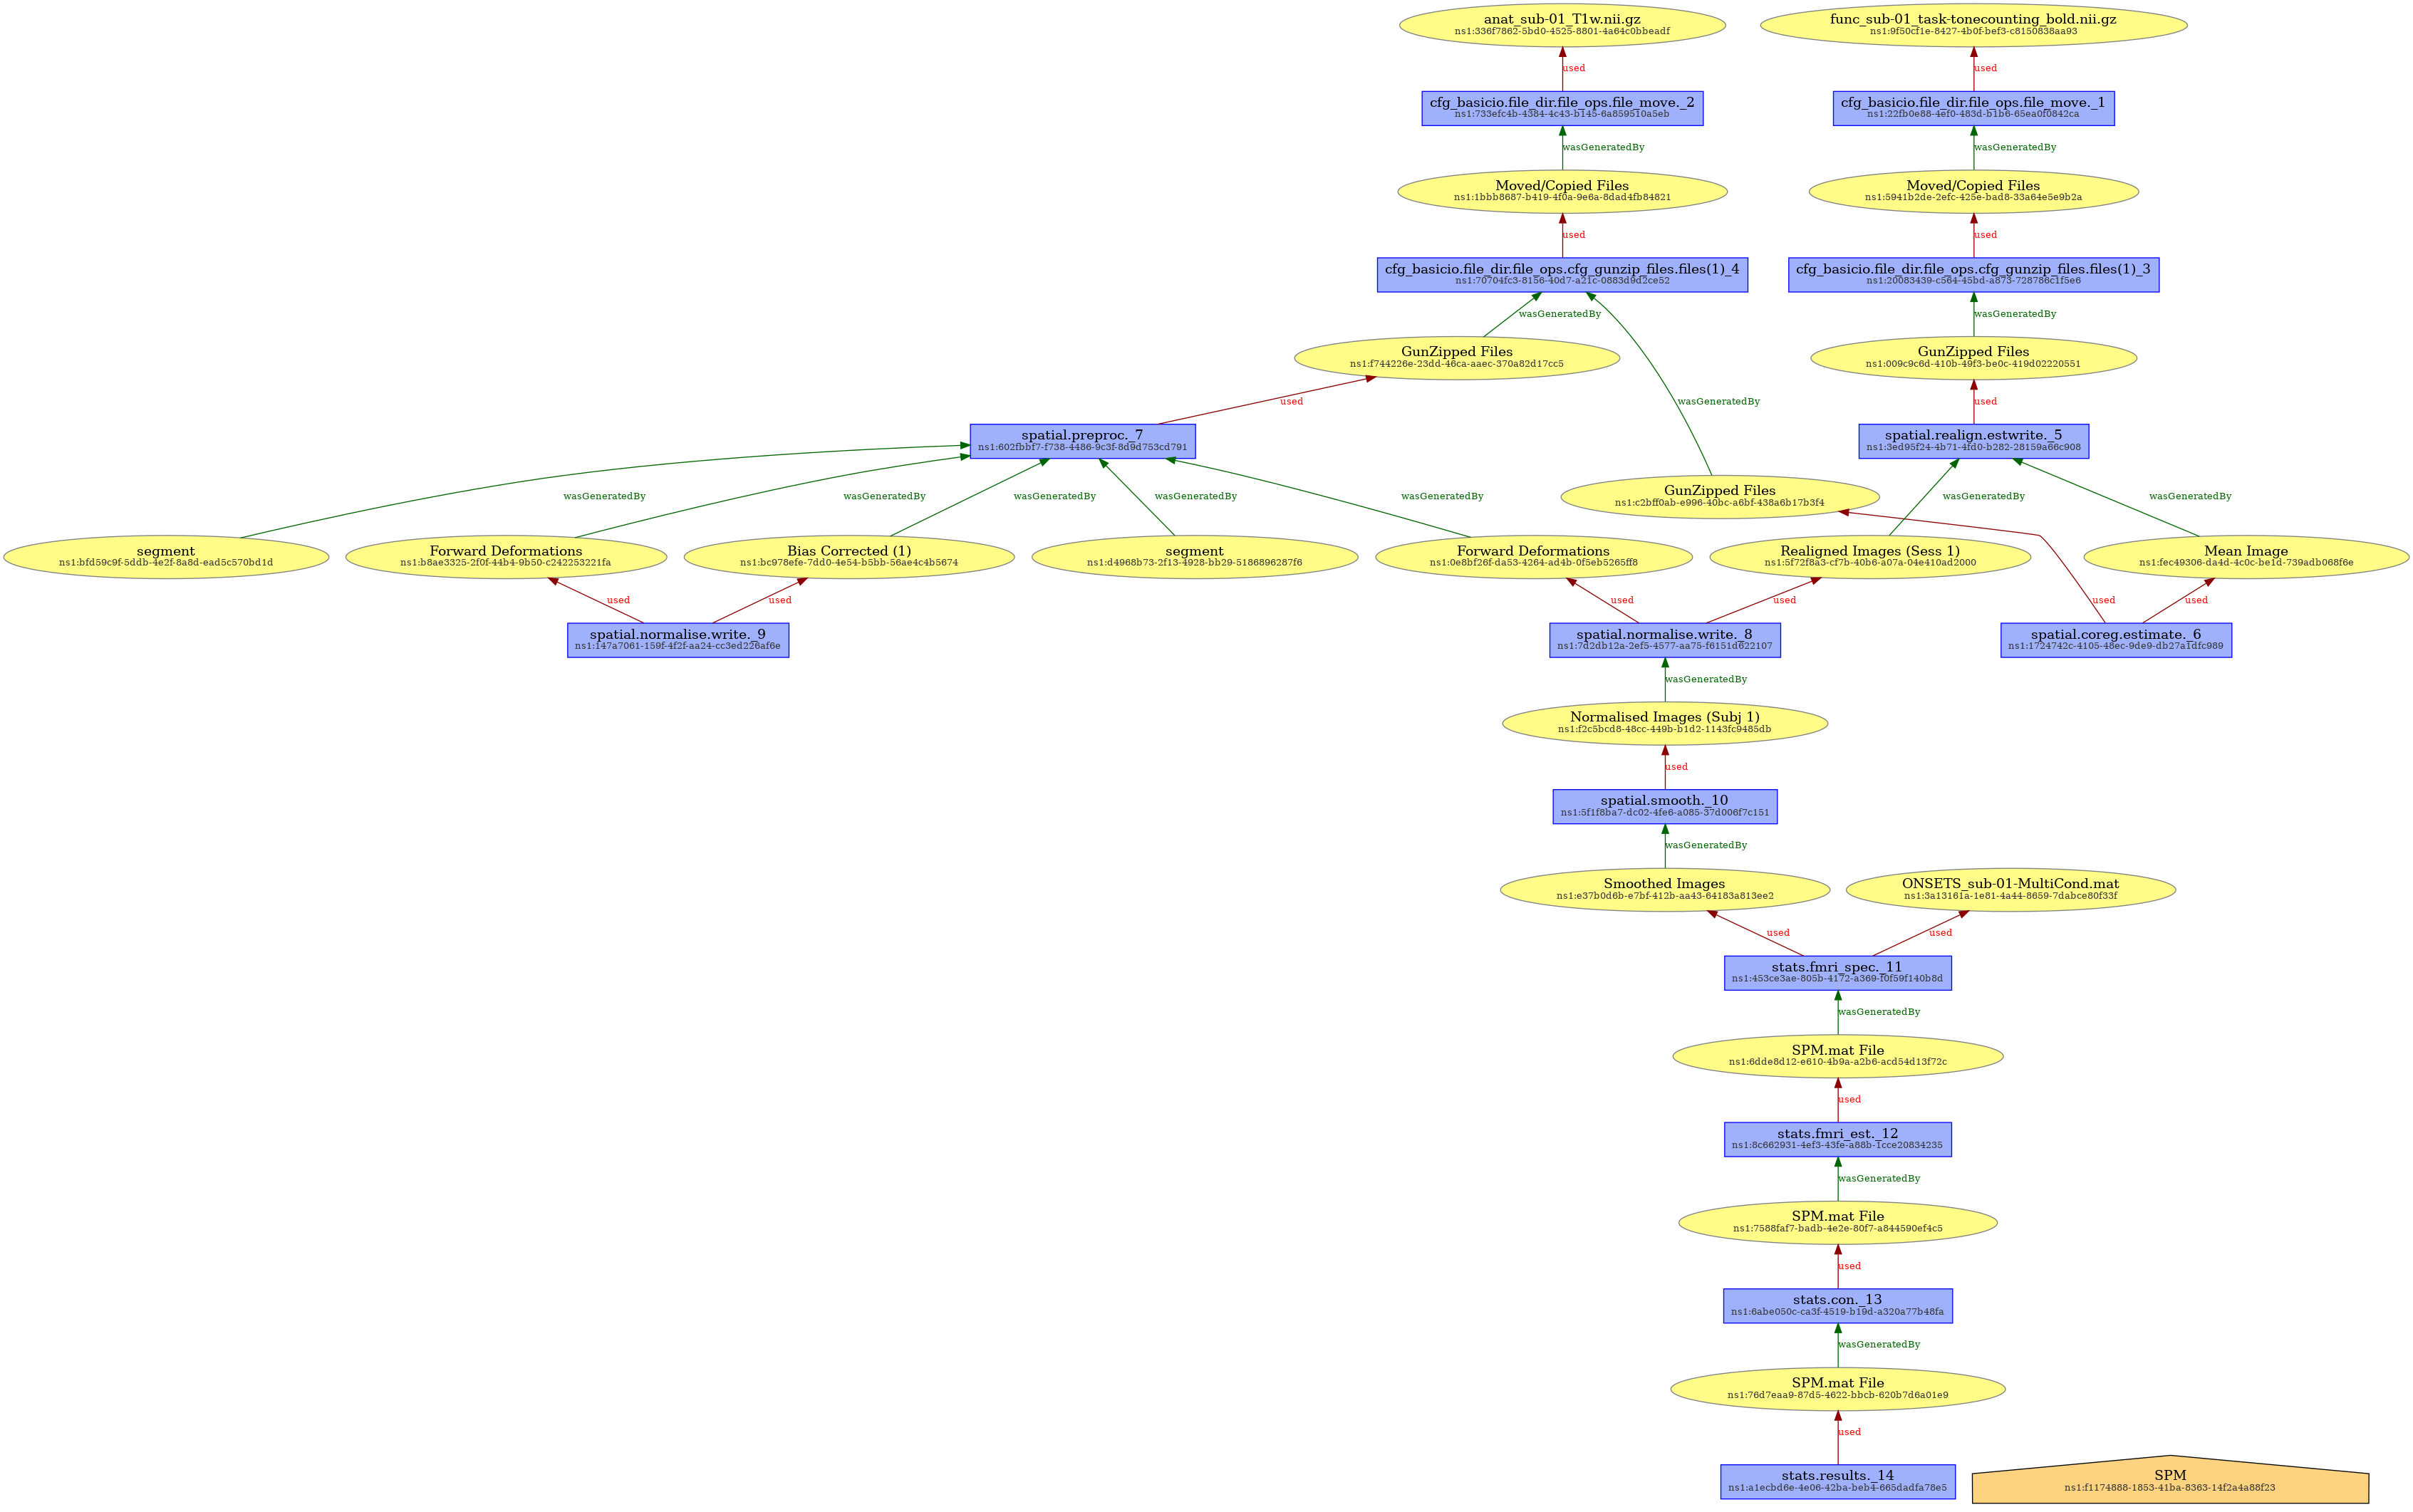 anat_sub-01_T1w.nii.gz
ns1:336f7862-5bd0-4525-8801-4a64c0bbeadf
func_sub-01_task-tonecounting_bold.nii.gz
ns1:9f50cf1e-8427-4b0f-bef3-c8150838aa93
used
used
cfg_basicio.file_dir.file_ops.file_move._2
ns1:733efc4b-4384-4c43-b145-6a859510a5eb
cfg_basicio.file_dir.file_ops.file_move._1
ns1:22fb0e88-4ef0-483d-b1b6-65ea0f0842ca
wasGeneratedBy
wasGeneratedBy
Moved/Copied Files
ns1:1bbb8687-b419-4f0a-9e6a-8dad4fb84821
Moved/Copied Files
ns1:5941b2de-2efc-425e-bad8-33a64e5e9b2a
used
used
cfg_basicio.file_dir.file_ops.cfg_gunzip_files.files(1)_4
ns1:70704fc3-8156-40d7-a21c-0883d9d2ce52
cfg_basicio.file_dir.file_ops.cfg_gunzip_files.files(1)_3
ns1:20083439-c564-45bd-a873-728786c1f5e6
wasGeneratedBy
wasGeneratedBy
GunZipped Files
ns1:f744226e-23dd-46ca-aaec-370a82d17cc5
GunZipped Files
ns1:009c9c6d-410b-49f3-be0c-419d02220551
used
wasGeneratedBy
used
spatial.preproc._7
ns1:602fbbf7-f738-4486-9c3f-8d9d753cd791
spatial.realign.estwrite._5
ns1:3ed95f24-4b71-4fd0-b282-28159a66c908
wasGeneratedBy
wasGeneratedBy
wasGeneratedBy
wasGeneratedBy
wasGeneratedBy
GunZipped Files
ns1:c2bff0ab-e996-40bc-a6bf-438a6b17b3f4
wasGeneratedBy
wasGeneratedBy
segment
ns1:bfd59c9f-5ddb-4e2f-8a8d-ead5c570bd1d
Forward Deformations
ns1:b8ae3325-2f0f-44b4-9b50-c242253221fa
Bias Corrected (1)
ns1:bc978efe-7dd0-4e54-b5bb-56ae4c4b5674
segment
ns1:d4968b73-2f13-4928-bb29-5186896287f6
Forward Deformations
ns1:0e8bf26f-da53-4264-ad4b-0f5eb5265ff8
Realigned Images (Sess 1)
ns1:5f72f8a3-cf7b-40b6-a07a-04e410ad2000
Mean Image
ns1:fec49306-da4d-4c0c-be1d-739adb068f6e
used
used
used
used
used
used
spatial.normalise.write._9
ns1:147a7061-159f-4f2f-aa24-cc3ed226af6e
spatial.normalise.write._8
ns1:7d2db12a-2ef5-4577-aa75-f6151d622107
spatial.coreg.estimate._6
ns1:1724742c-4105-48ec-9de9-db27a1dfc989
wasGeneratedBy
Normalised Images (Subj 1)
ns1:f2c5bcd8-48cc-449b-b1d2-1143fc9485db
used
spatial.smooth._10
ns1:5f1f8ba7-dc02-4fe6-a085-37d006f7c151
wasGeneratedBy
Smoothed Images
ns1:e37b0d6b-e7bf-412b-aa43-64183a813ee2
ONSETS_sub-01-MultiCond.mat
ns1:3a13161a-1e81-4a44-8659-7dabce80f33f
used
used
stats.fmri_spec._11
ns1:453ce3ae-805b-4172-a369-f0f59f140b8d
wasGeneratedBy
SPM.mat File
ns1:6dde8d12-e610-4b9a-a2b6-acd54d13f72c
used
stats.fmri_est._12
ns1:8c662931-4ef3-43fe-a88b-1cce20834235
wasGeneratedBy
SPM.mat File
ns1:7588faf7-badb-4e2e-80f7-a844590ef4c5
used
stats.con._13
ns1:6abe050c-ca3f-4519-b19d-a320a77b48fa
wasGeneratedBy
SPM.mat File
ns1:76d7eaa9-87d5-4622-bbcb-620b7d6a01e9
used
stats.results._14
ns1:a1ecbd6e-4e06-42ba-beb4-665dadfa78e5
SPM
ns1:f1174888-1853-41ba-8363-14f2a4a88f23